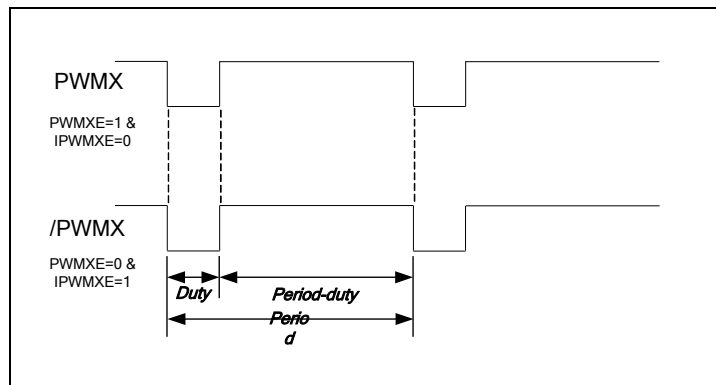 PWMX
PWMXE=1 &
IPWMXE=0
/PWMX
PWMXE=0 &
IPWMXE=1
Duty
Period-duty
Perio
d